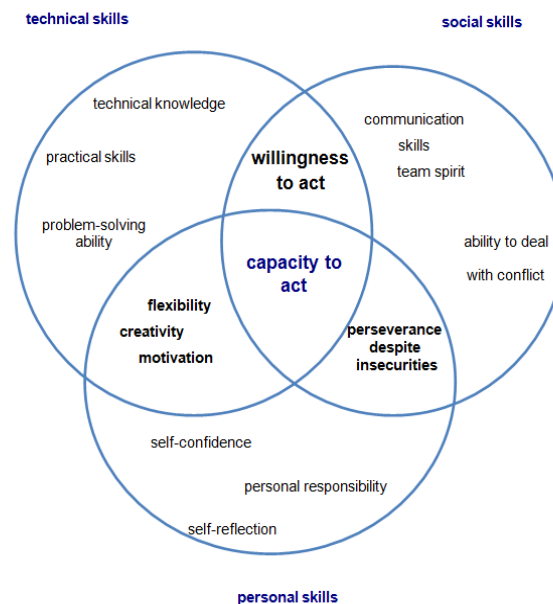 technical skills
social skills
technical knowledge
communication
skills
team spirit
practical skills
willingness
to act
problem-solving
ability
ability to deal
with conflict
capacity to
act
flexibility
creativity
motivation
perseverance
despite
insecurities
self-confidence
personal responsibility
self-reflection
personal skills